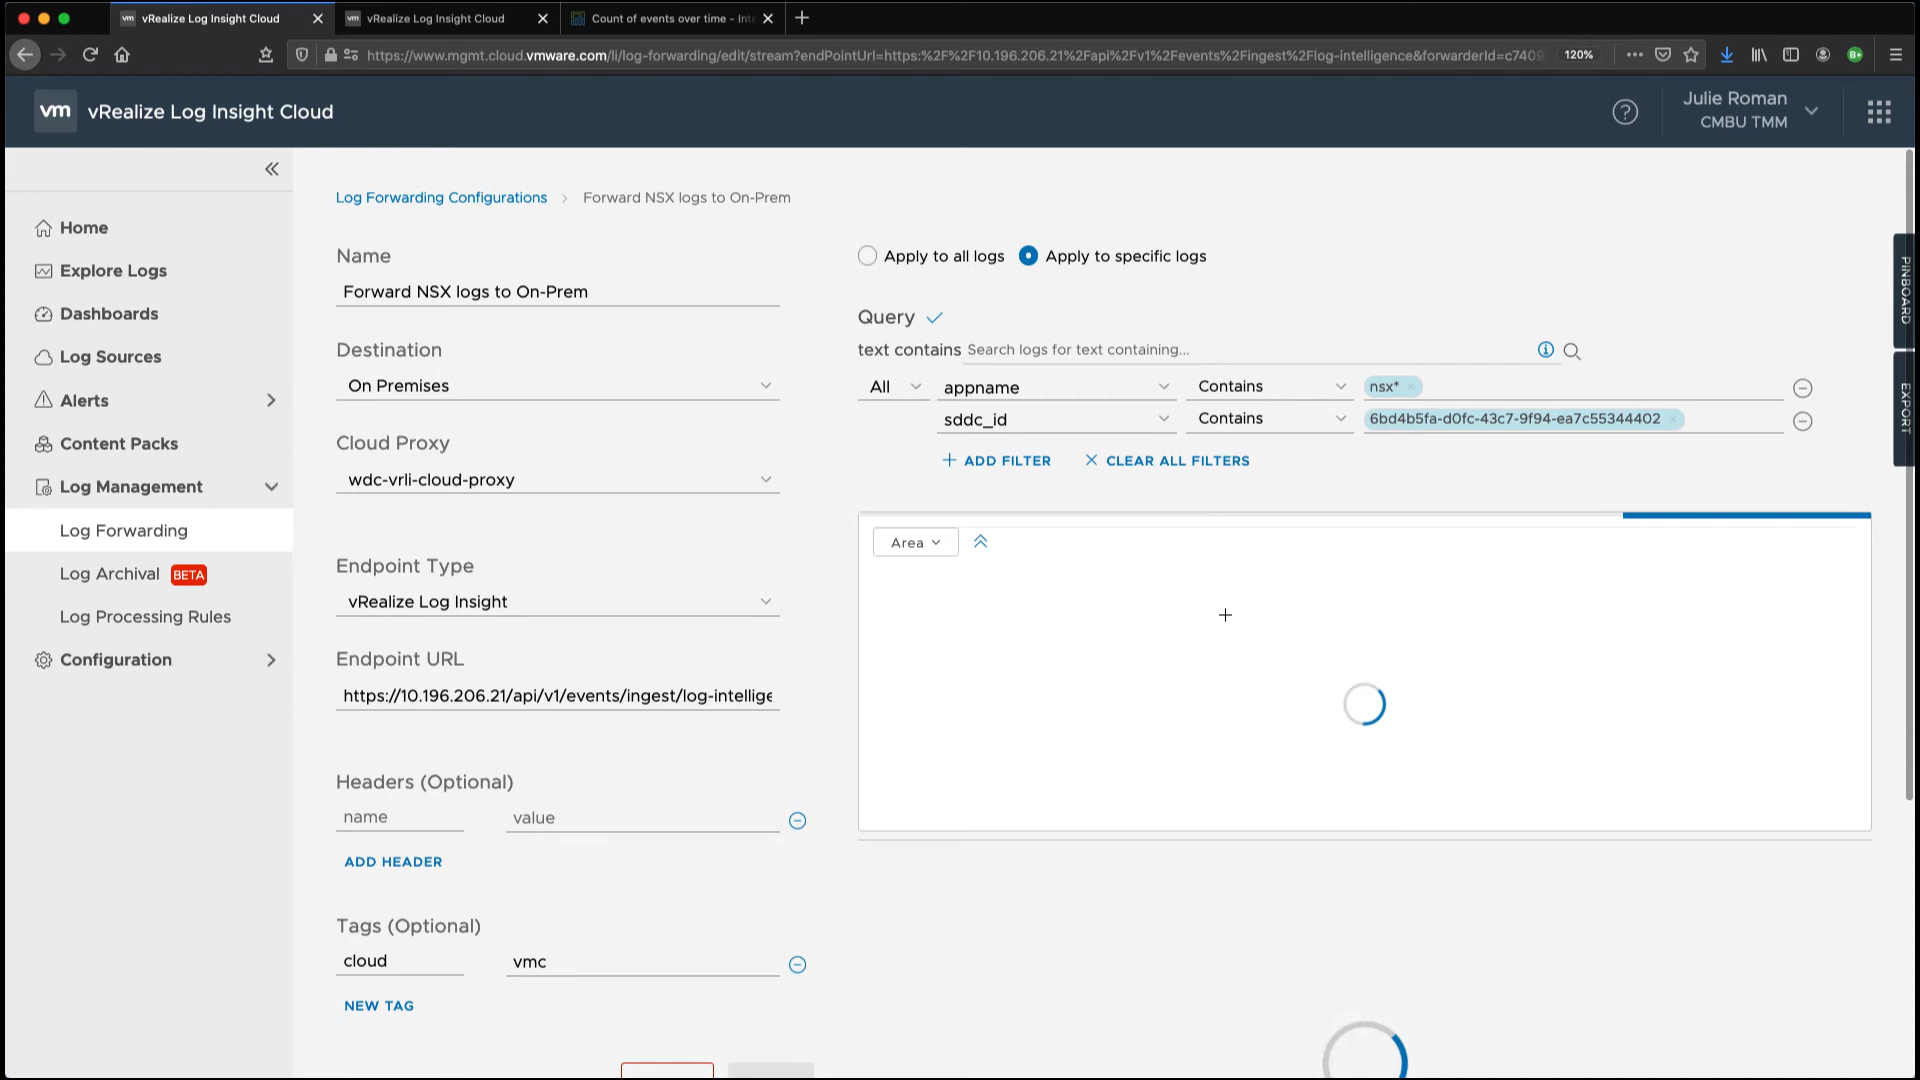 vm vRealize Log Insight Cloud
vm vRealize Log Insight Cloud
Count of events over time - Inte
https://www.mgmt.cloud.vmware.com/li/log-forwarding/edit/stream?endPointUrl=https:%2F%2F10.196.206.21%2Fapi%2Fv1%2Fevents%2Fingest%2Flog-intelligence&forwarderId=c7409
120%
vm vRealize Log Insight Cloud
Julie Roman
CMBU TMM
Home
Explore Logs
Dashboards
Log Sources
Alerts
Content Packs
Log Management
Log Forwarding
Log Archival BETA
Log Processing Rules
Configuration
Log Forwarding Configurations > Forward NSX logs to On-Prem
Name
Forward NSX logs to On-Prem
Destination
On Premises
Cloud Proxy
wdc-vrli-cloud-proxy
Endpoint Type
vRealize Log Insight
Endpoint URL
https://10.196.206.21/api/v1/events/ingest/log-intellige
Headers (Optional)
name value
ADD HEADER
Tags (Optional)
cloud vmc
NEW TAG
Apply to all logs Apply to specific logs
Query
text contains Search logs for text containing...
All appname Contains nsx*
sddc_id Contains 6bd4b5fa-d0fc-43c7-9f94-ea7c55344402
ADD FILTER CLEAR ALL FILTERS
Area
PINBOARD
EXPORT